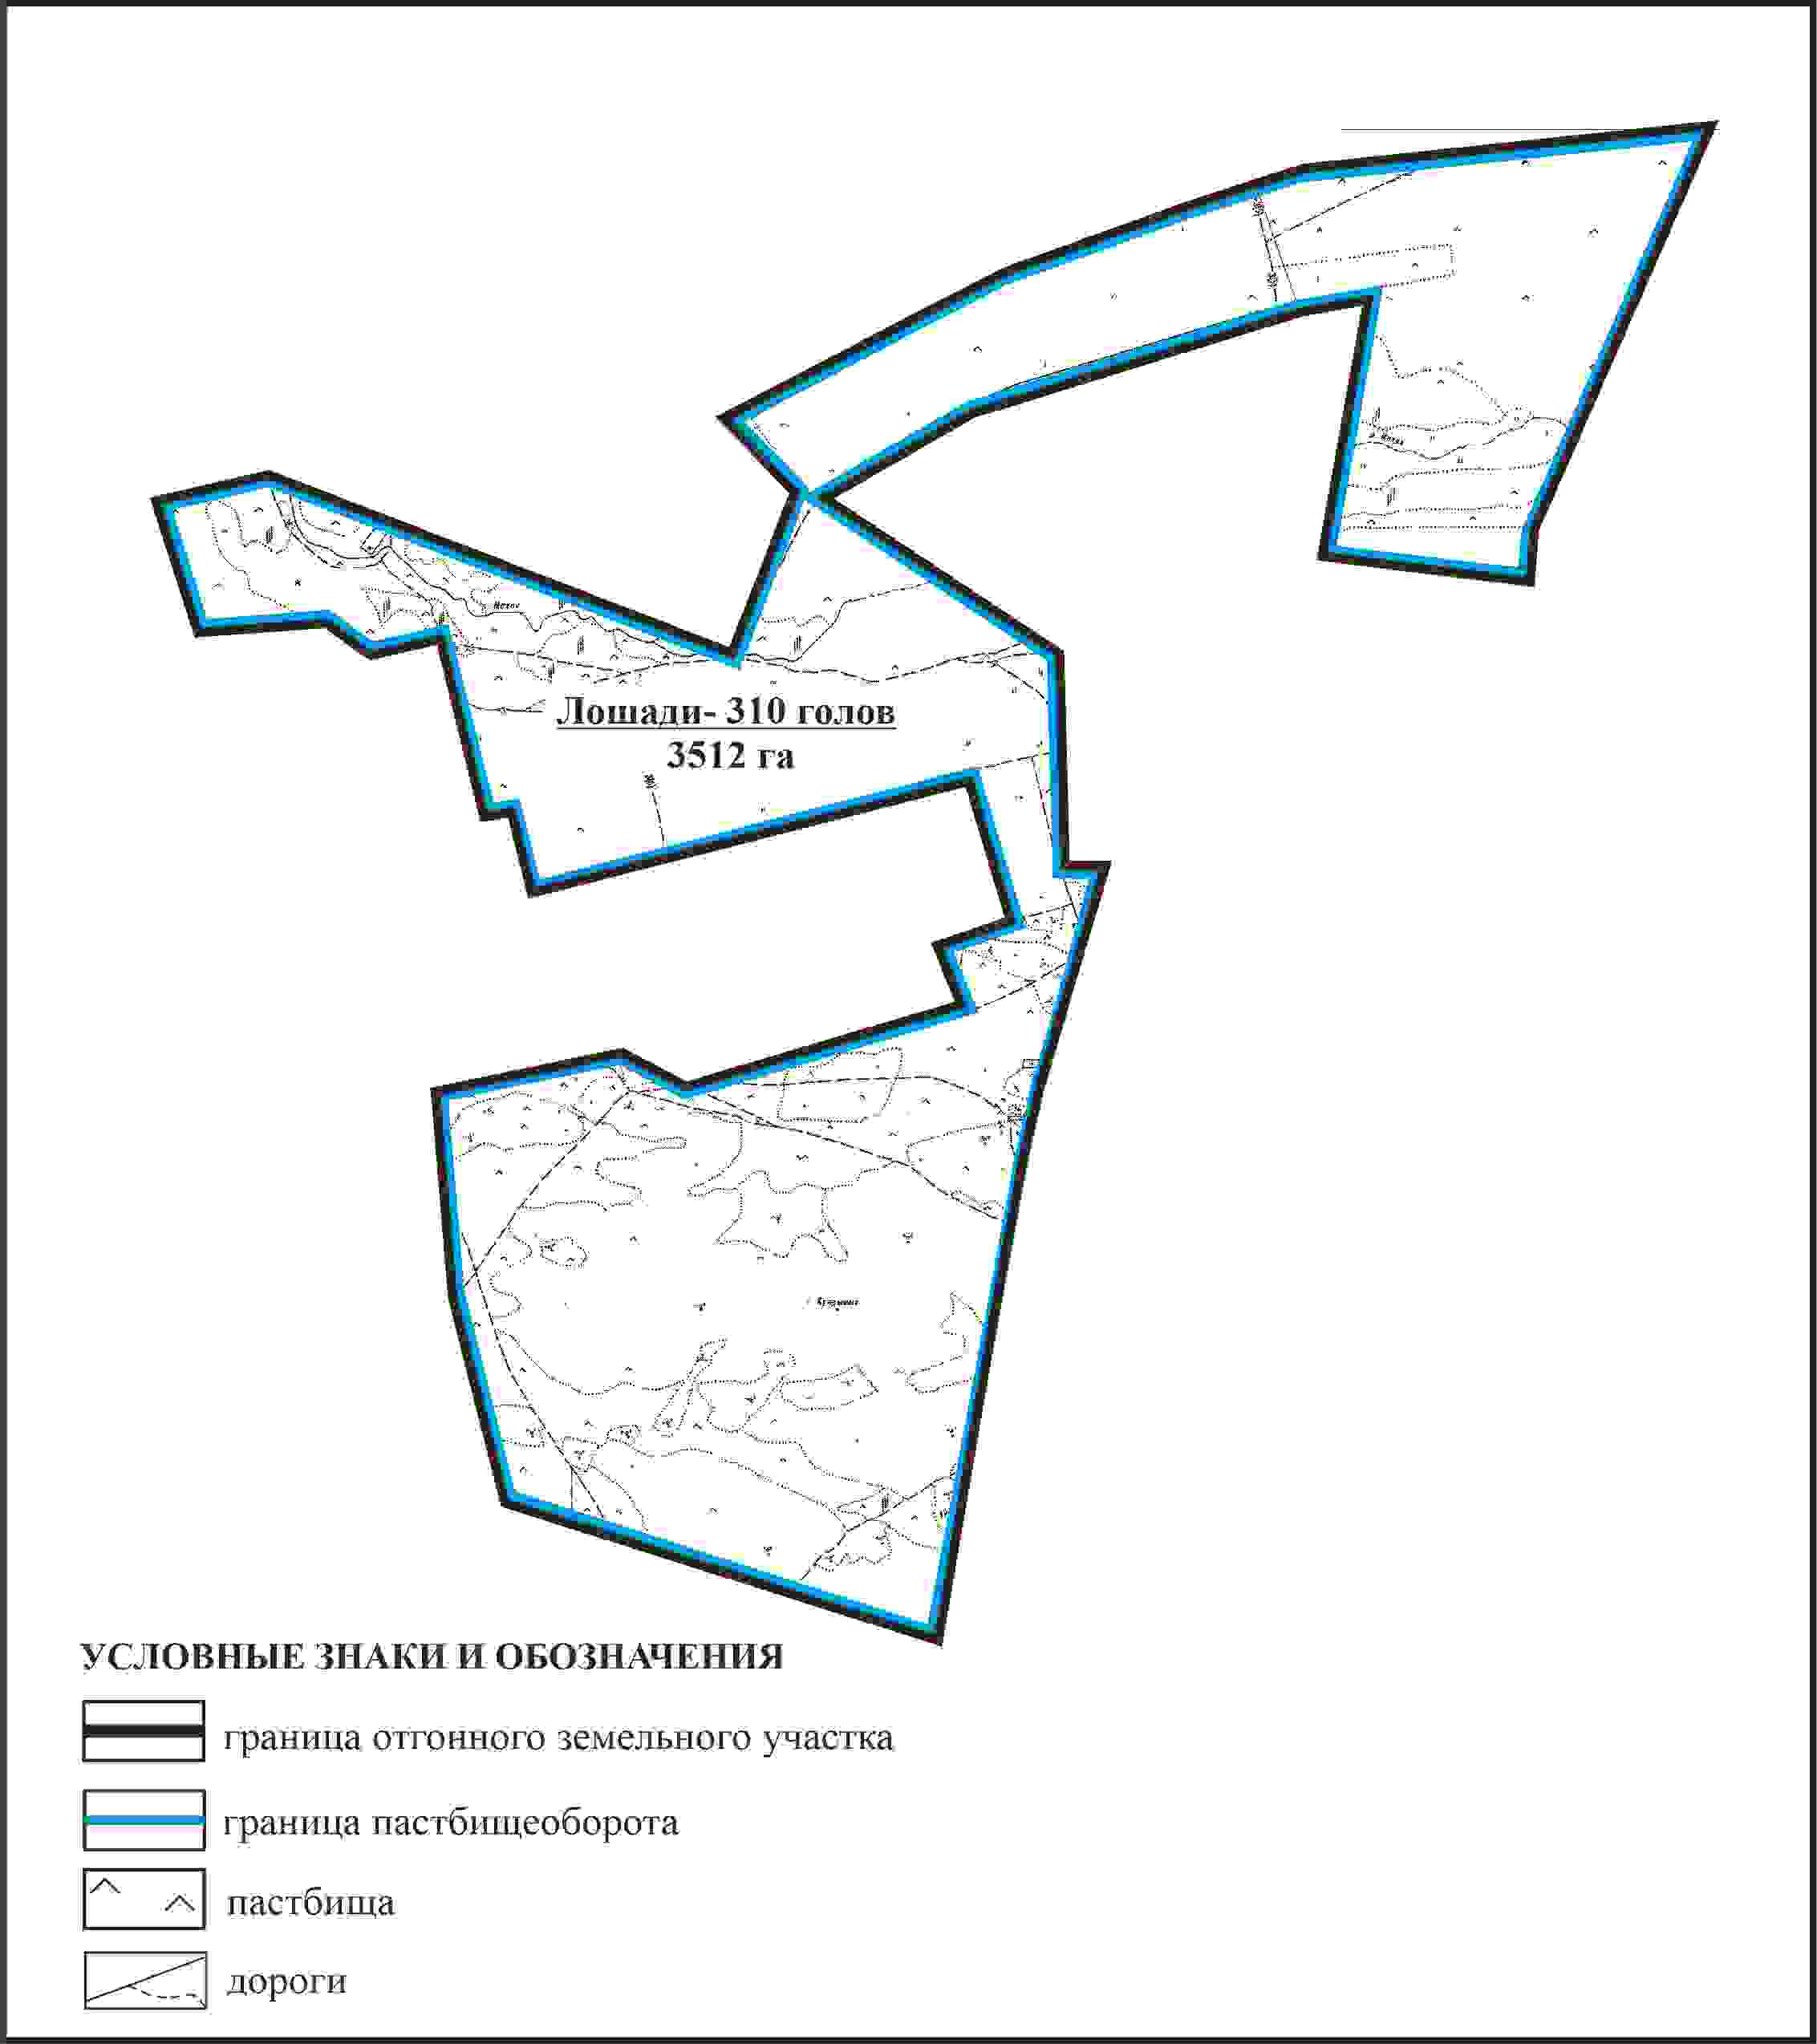 Лошади- 310 голов
3512 га
УСЛОВНЫЕ ЗНАКИ И ОБОЗНАЧЕНИЯ
граница отгонного земельного участка
граница пастбищеоборота
пастбища
дороги